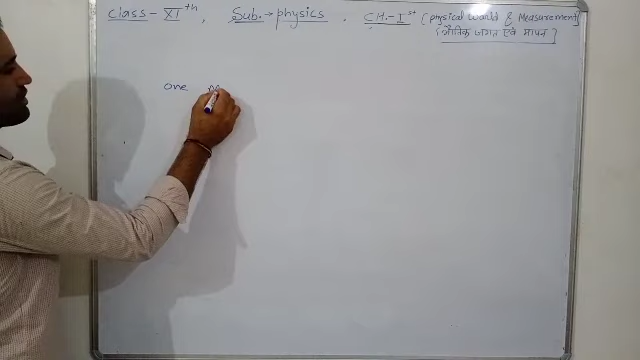 Class - XI th, Sub. → physics, CH.- I st [Physical World & Measurement]
[भौतिक जगत एवं मापन]
one